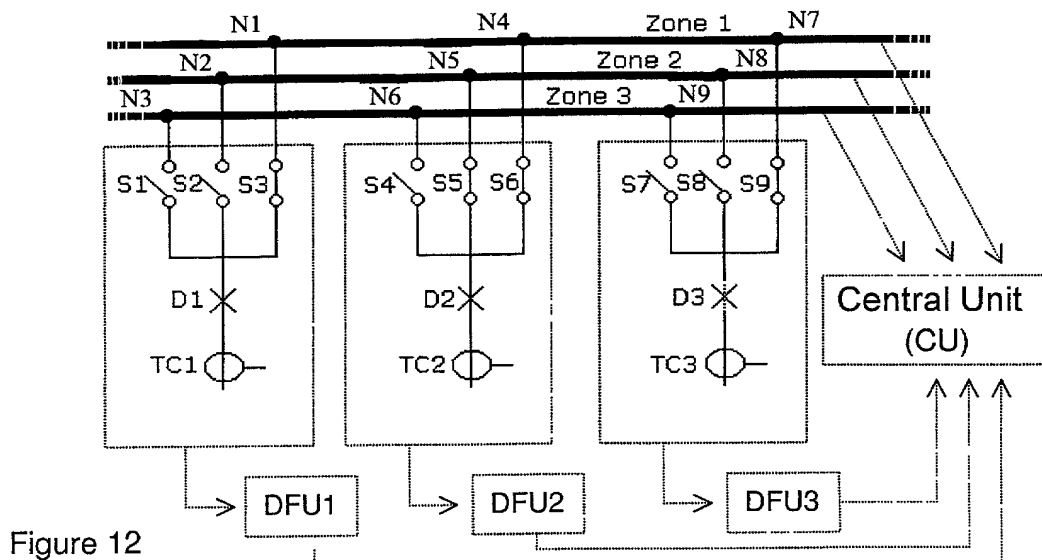 N1 N4 Zone 1 N7
N2 N5 Zone 2 N8
N3 N6 Zone 3 N9
S1 S2 S3 S4 S5 S6 S7 S8 S9
D1 D2 D3 Central Unit
(CU)
TC1 TC2 TC3
DFU1 DFU2 DFU3
Figure 12